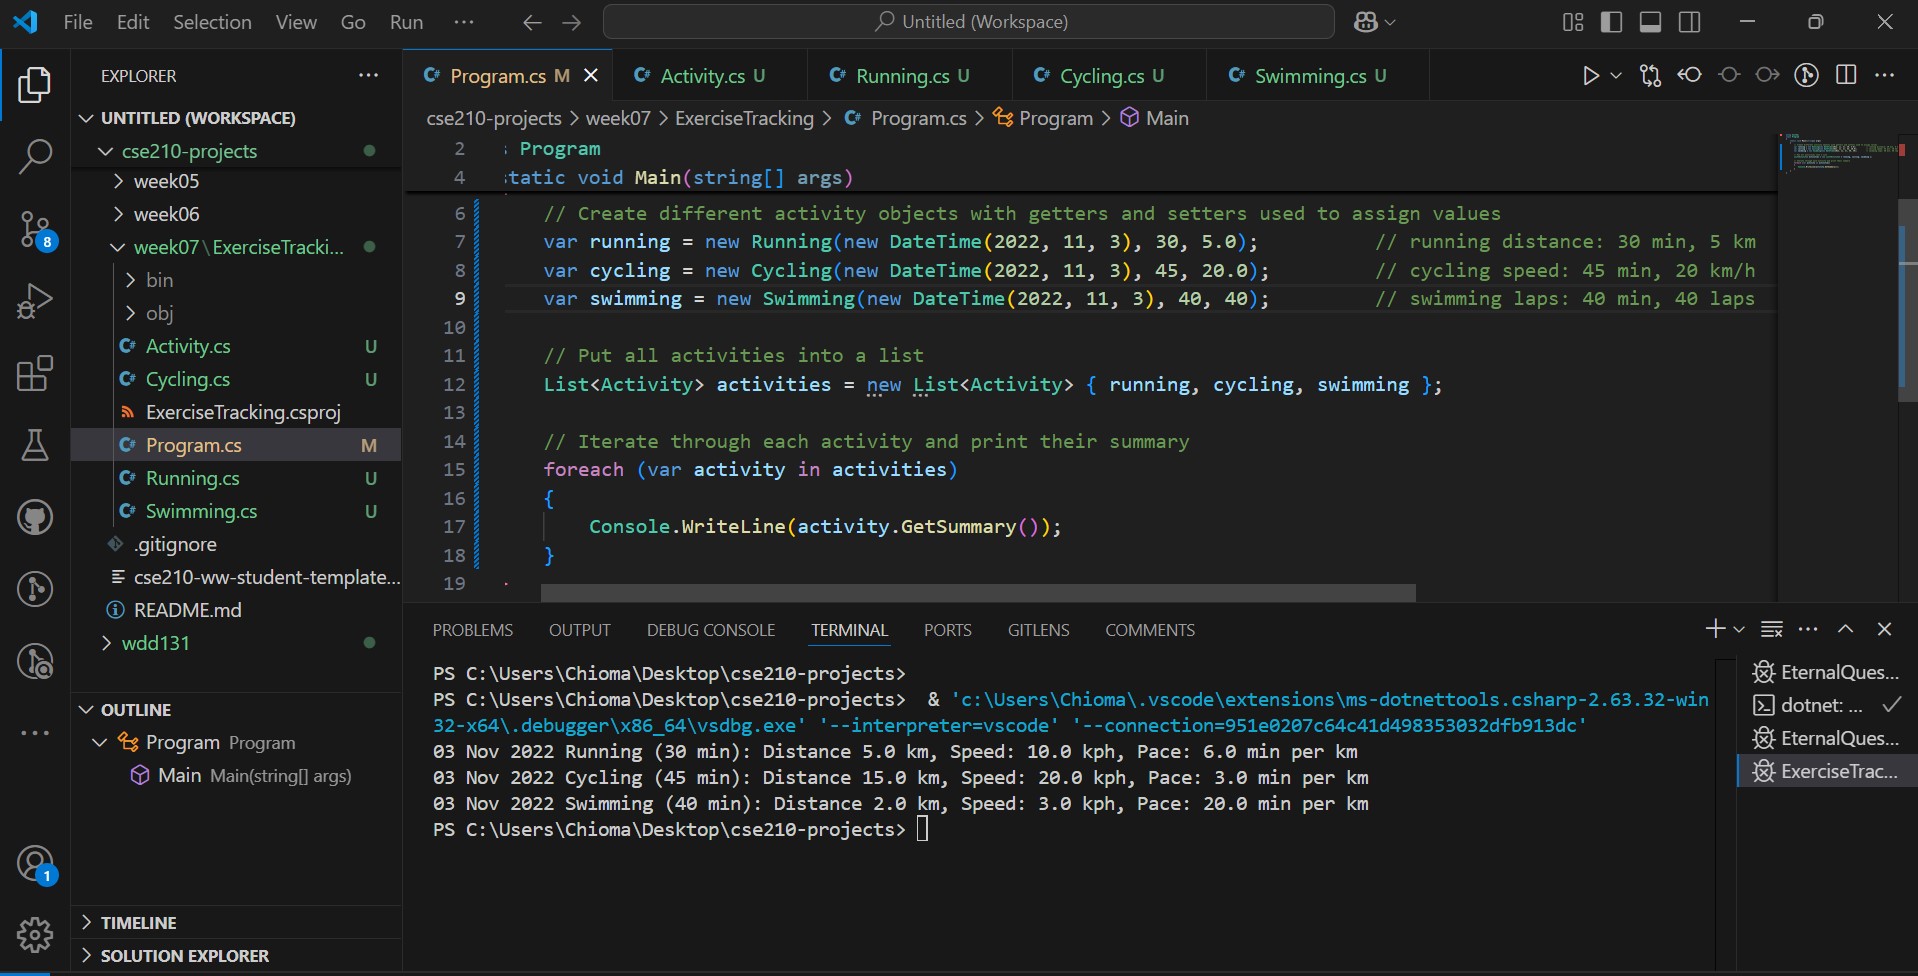 File Edit Selection View Go Run ··· Untitled (Workspace)
EXPLORER ···
UNTITLED (WORKSPACE)
cse210-projects
week05
week06
week07\ExerciseTracki...
bin
obj
Activity.cs U
Cycling.cs U
ExerciseTracking.csproj
Program.cs M
Running.cs U
Swimming.cs U
.gitignore
cse210-ww-student-template...
README.md
wdd131
OUTLINE
Program Program
Main Main(string[] args)
TIMELINE
SOLUTION EXPLORER
8
1
Program.cs M Activity.cs U Running.cs U Cycling.cs U Swimming.cs U
cse210-projects > week07 > ExerciseTracking > Program.cs > Program > Main
2 Program
4 static void Main(string[] args)
6 // Create different activity objects with getters and setters used to assign values
7 var running = new Running(new DateTime(2022, 11, 3), 30, 5.0); // running distance: 30 min, 5 km
8 var cycling = new Cycling(new DateTime(2022, 11, 3), 45, 20.0); // cycling speed: 45 min, 20 km/h
9 var swimming = new Swimming(new DateTime(2022, 11, 3), 40, 40); // swimming laps: 40 min, 40 laps
10
11 // Put all activities into a list
12 List<Activity> activities = new List<Activity> { running, cycling, swimming };
13
14 // Iterate through each activity and print their summary
15 foreach (var activity in activities)
16 {
17 Console.WriteLine(activity.GetSummary());
18 }
19
PROBLEMS OUTPUT DEBUG CONSOLE TERMINAL PORTS GITLENS COMMENTS
PS C:\Users\Chioma\Desktop\cse210-projects>
PS C:\Users\Chioma\Desktop\cse210-projects> & 'c:\Users\Chioma\.vscode\extensions\ms-dotnettools.csharp-2.63.32-win
32-x64\.debugger\x86_64\vsdbg.exe' '--interpreter=vscode' '--connection=951e0207c64c41d498353032dfb913dc'
03 Nov 2022 Running (30 min): Distance 5.0 km, Speed: 10.0 kph, Pace: 6.0 min per km
03 Nov 2022 Cycling (45 min): Distance 15.0 km, Speed: 20.0 kph, Pace: 3.0 min per km
03 Nov 2022 Swimming (40 min): Distance 2.0 km, Speed: 3.0 kph, Pace: 20.0 min per km
PS C:\Users\Chioma\Desktop\cse210-projects>
EternalQues...
dotnet: ...
EternalQues...
ExerciseTrac...